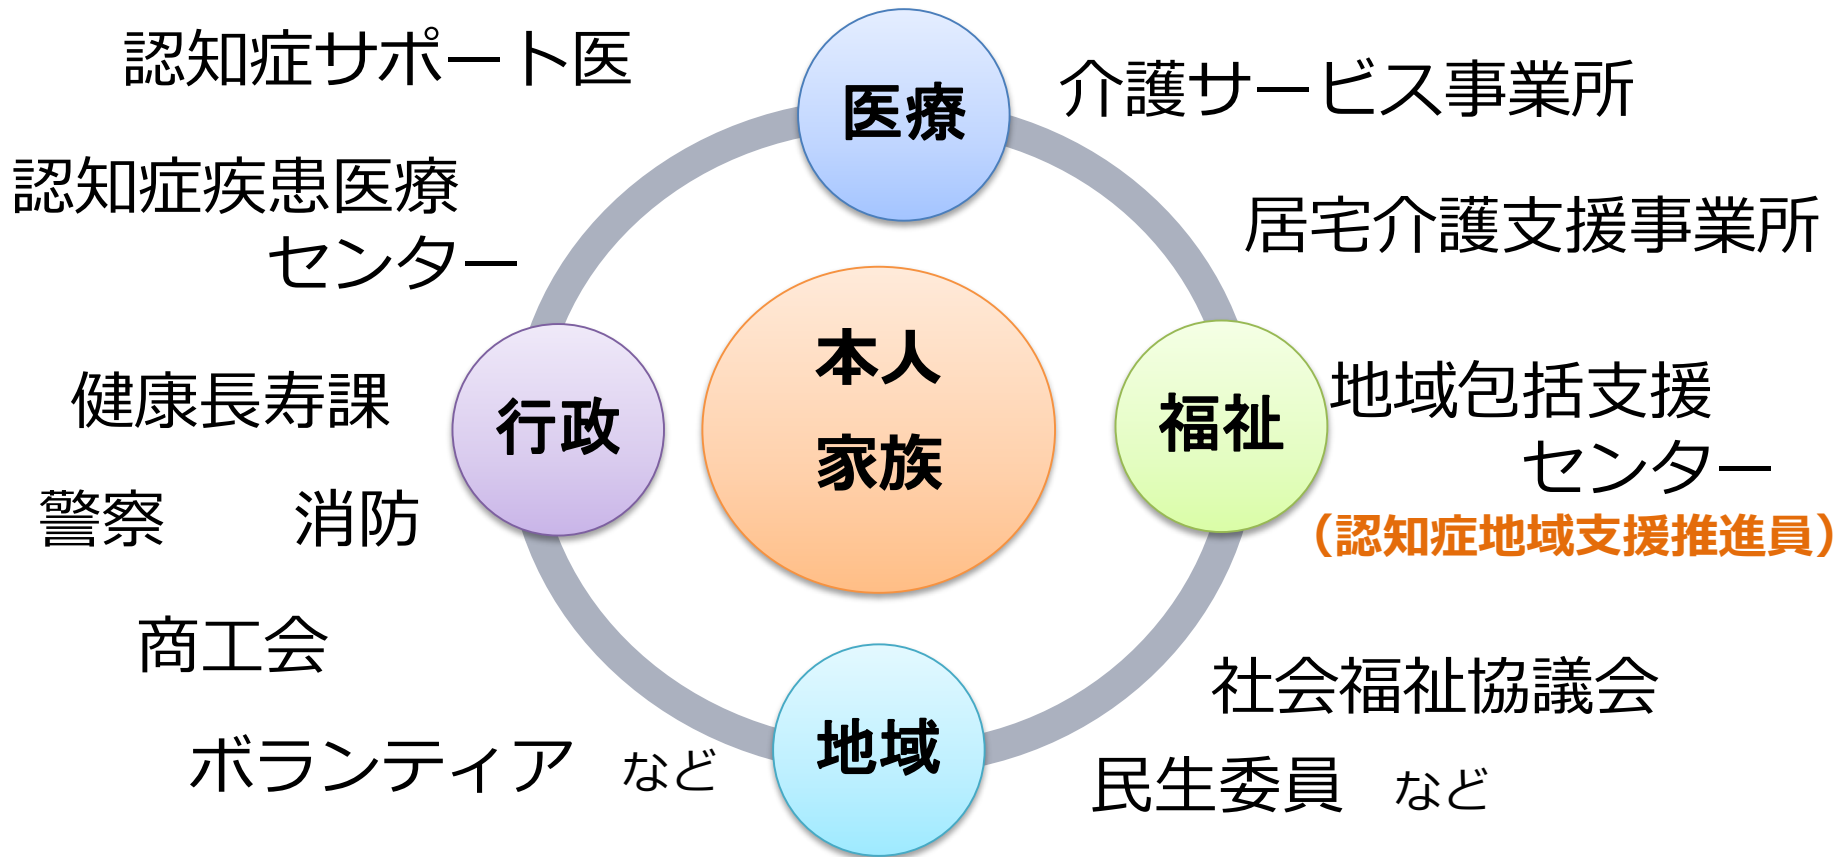 認知症サポート医
医療
介護サービス事業所
認知症疾患医療
センター
居宅介護支援事業所
本人
家族
健康長寿課
行政
福祉
地域包括支援
センター
（認知症地域支援推進員）
警察　　消防
商工会
社会福祉協議会
ボランティア　など
地域
民生委員　など